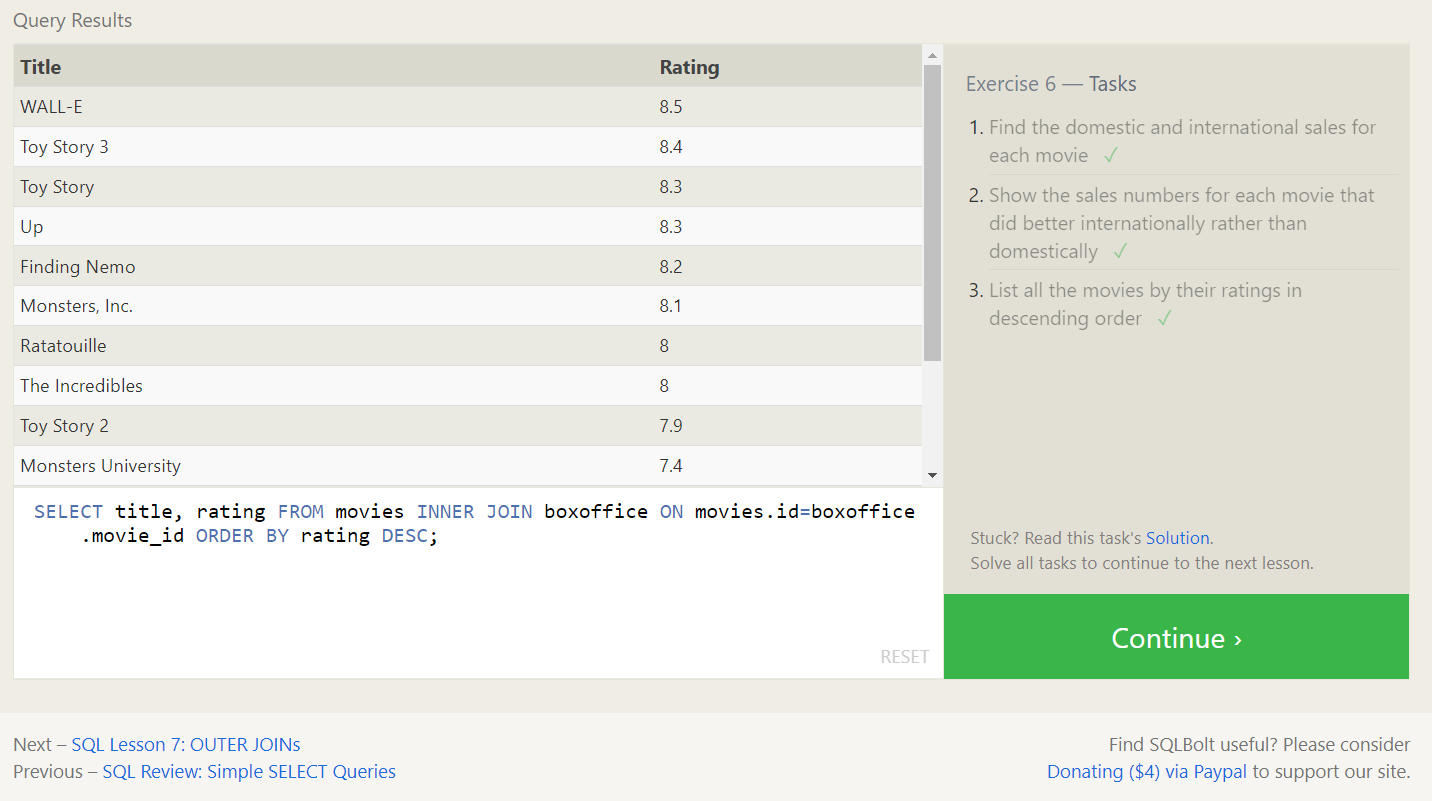 Query Results
Title Rating
WALL-E 8.5
Toy Story 3 8.4
Toy Story 8.3
Up 8.3
Finding Nemo 8.2
Monsters, Inc. 8.1
Ratatouille 8
The Incredibles 8
Toy Story 2 7.9
Monsters University 7.4
SELECT title, rating FROM movies INNER JOIN boxoffice ON movies.id=boxoffice
.movie_id ORDER BY rating DESC;
RESET
Exercise 6 — Tasks
1. Find the domestic and international sales for
each movie ✓
2. Show the sales numbers for each movie that
did better internationally rather than
domestically ✓
3. List all the movies by their ratings in
descending order ✓
Stuck? Read this task's Solution.
Solve all tasks to continue to the next lesson.
Continue ›
Next – SQL Lesson 7: OUTER JOINs
Previous – SQL Review: Simple SELECT Queries
Find SQLBolt useful? Please consider
Donating ($4) via Paypal to support our site.